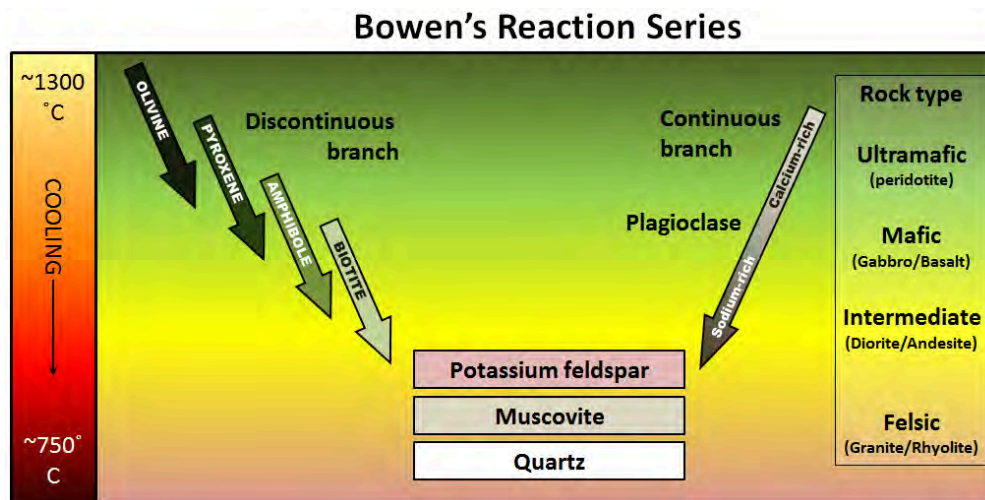 Bowen's Reaction Series
~1300
˚C
COOLING
~750˚
C
OLIVINE
PYROXENE
AMPHIBOLE
BIOTITE
Discontinuous
branch
Continuous
branch
Plagioclase
Calcium-rich
Sodium-rich
Potassium feldspar
Muscovite
Quartz
Rock type
Ultramafic
(peridotite)
Mafic
(Gabbro/Basalt)
Intermediate
(Diorite/Andesite)
Felsic
(Granite/Rhyolite)